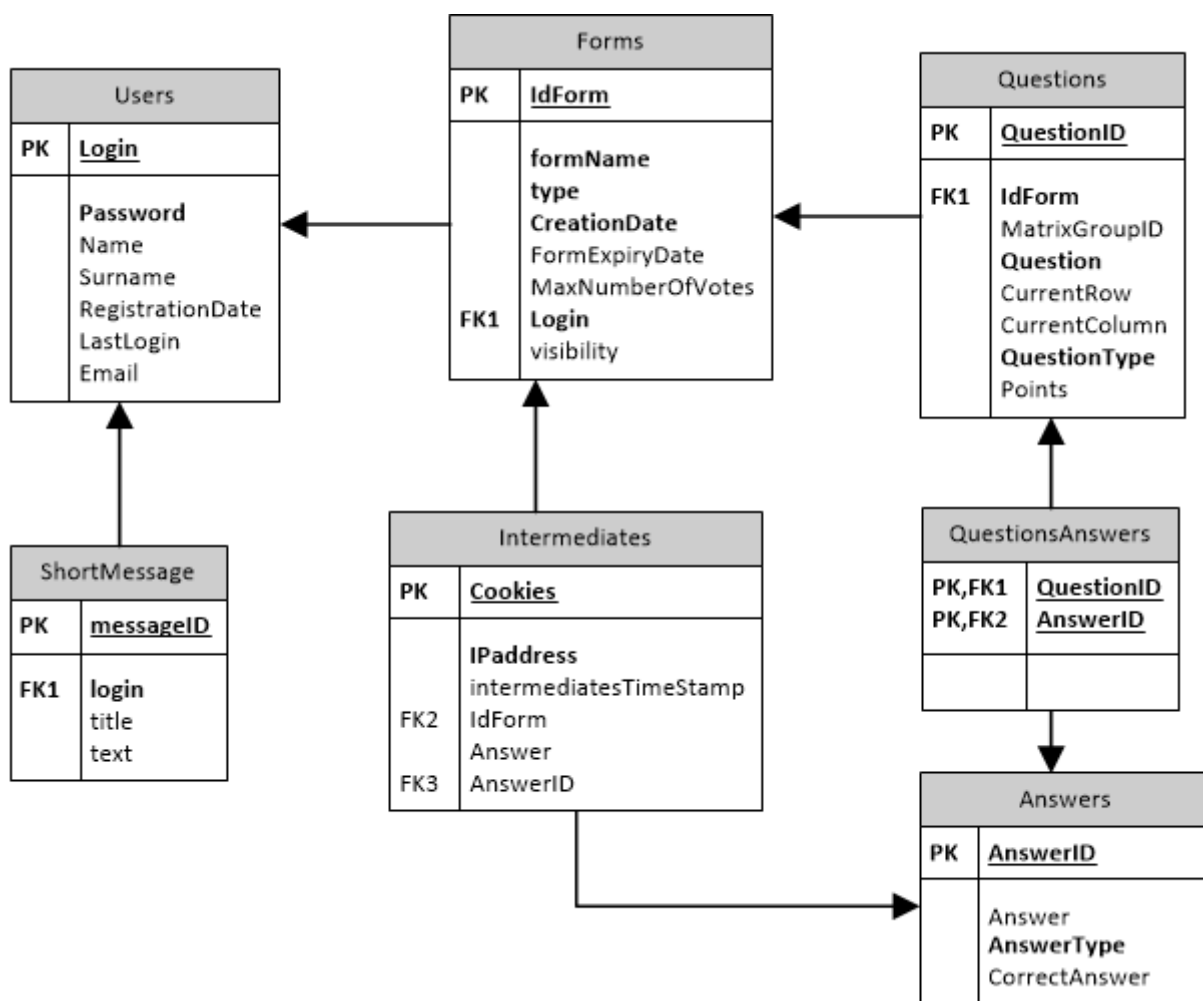 Users
PK Login
Password
Name
Surname
RegistrationDate
LastLogin
Email
Forms
PK IdForm
formName
type
CreationDate
FormExpiryDate
MaxNumberOfVotes
FK1 Login
visibility
Questions
PK QuestionID
FK1 IdForm
MatrixGroupID
Question
CurrentRow
CurrentColumn
QuestionType
Points
ShortMessage
PK messageID
FK1 login
title
text
Intermediates
PK Cookies
IPaddress
intermediatesTimeStamp
FK2 IdForm
Answer
FK3 AnswerID
QuestionsAnswers
PK,FK1 QuestionID
PK,FK2 AnswerID
Answers
PK AnswerID
Answer
AnswerType
CorrectAnswer